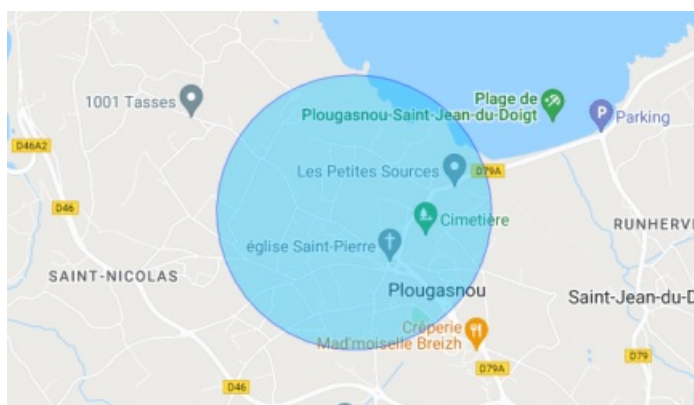 1001 Tasses
Plage de
Plougasnou-Saint-Jean-du-Doigt
Parking
D46A2
Les Petites Sources
D79A
D46
Cimetière
RUNHERV
église Saint-Pierre
SAINT-NICOLAS
Plougasnou
Saint-Jean-du-D
Crêperie
Mad'moiselle Breizh
D79
D79A
D46